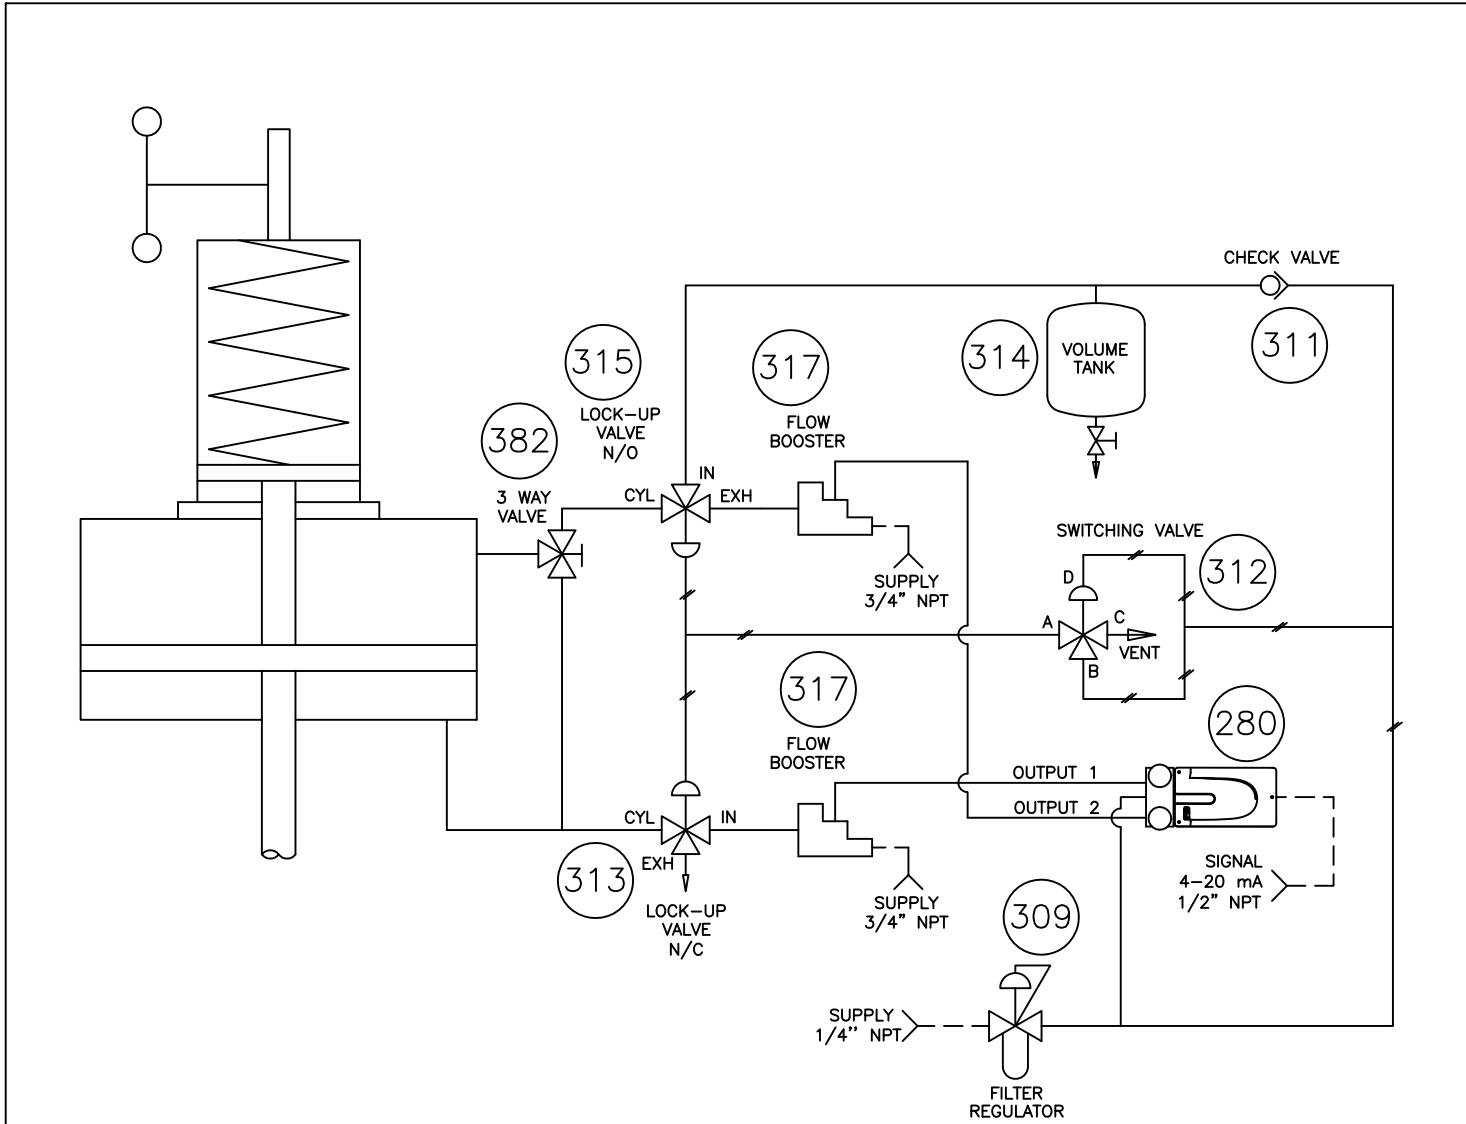 CHECK VALVE
311
314
VOLUME
TANK
315
LOCK-UP
VALVE
N/O
317
FLOW
BOOSTER
382
3 WAY
VALVE
IN
CYL
EXH
SUPPLY
3/4" NPT
SWITCHING VALVE
312
D
A
C
VENT
B
317
FLOW
BOOSTER
280
OUTPUT 1
OUTPUT 2
CYL
IN
EXH
313
LOCK-UP
VALVE
N/C
SUPPLY
3/4" NPT
SIGNAL
4-20 mA
1/2" NPT
309
SUPPLY
1/4" NPT
FILTER
REGULATOR